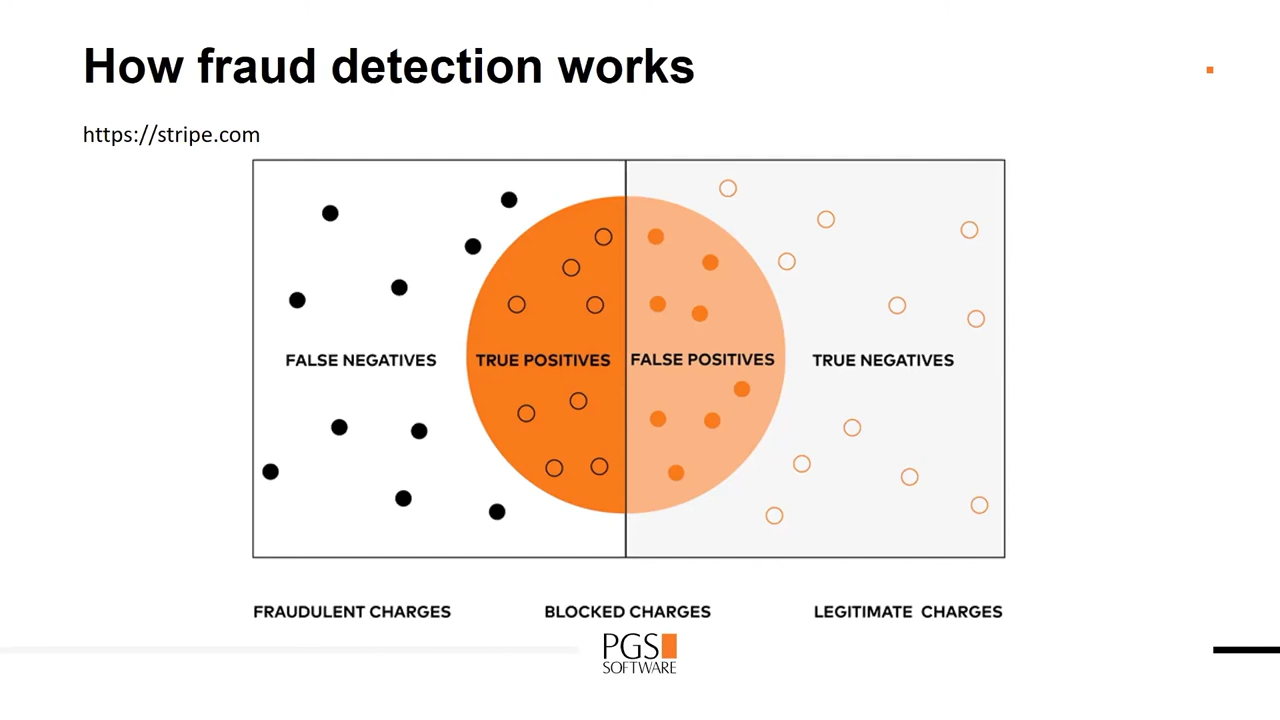 How fraud detection works
https://stripe.com
FALSE NEGATIVES
TRUE POSITIVES
FALSE POSITIVES
TRUE NEGATIVES
FRAUDULENT CHARGES
BLOCKED CHARGES
LEGITIMATE CHARGES
PGS
SOFTWARE